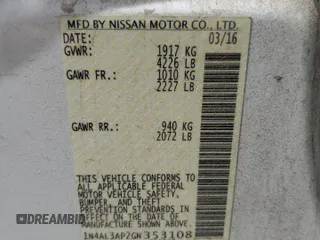 MFD BY NISSAN MOTOR CO., LTD.
DATE: 03/16
GVWR: 1917 KG
4226 LB
GAWR FR.: 1010 KG
2227 LB
GAWR RR.: 940 KG
2072 LB
THIS VEHICLE CONFORMS TO ALL
APPLICABLE FEDERAL MOTOR VEHICLE SAFETY,
BUMPER, AND THEFT
PREVENTION STANDARDS IN
EFFECT ON THE DATE OF
MANUFACTURE SHOWN ABOVE.
1N4AL3AP2GN353108
DREAMBID